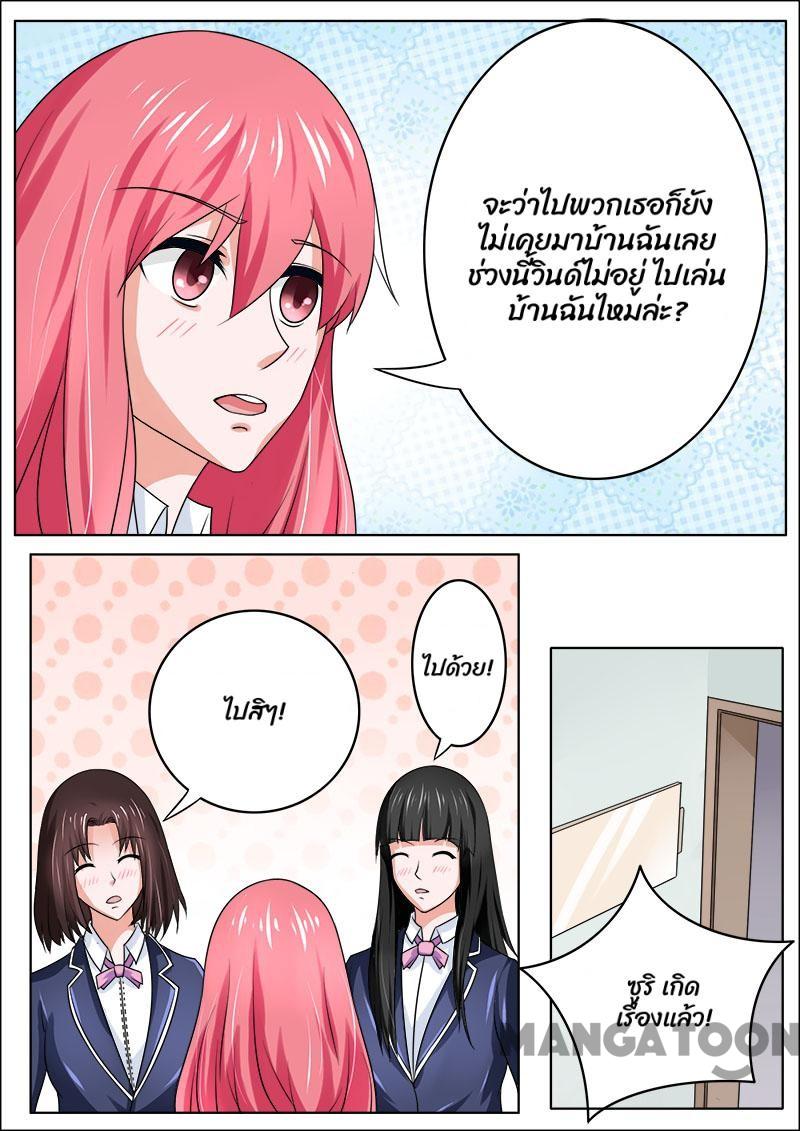 จะว่าไปพวกเธอก็ยัง
ไม่เคยมาบ้านฉันเลย
ช่วงนี้วินด์ไม่อยู่ ไปเล่น
บ้านฉันไหมล่ะ?
ไปสิๆ!
ไปด้วย!
ซูริ เกิด
เรื่องแล้ว!
MANGATOON